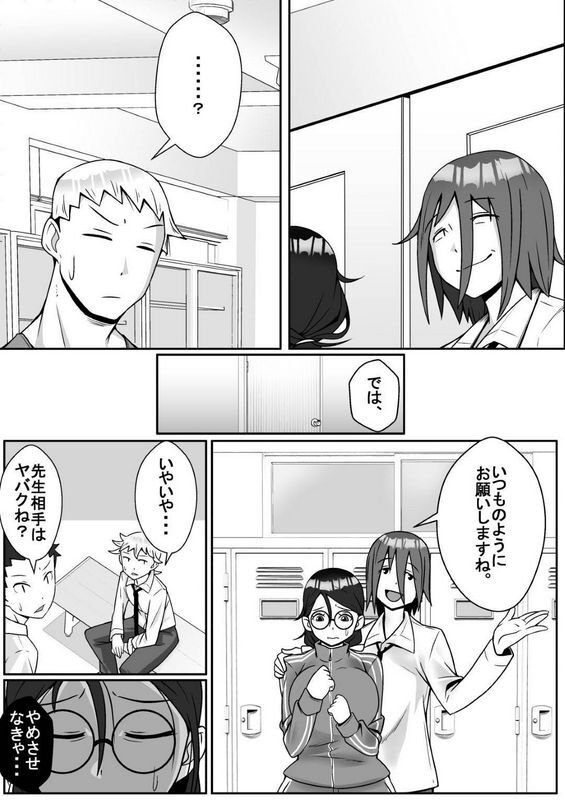 ・・・・・？
では、
いつものように
お願いしますね。
いやいや・・・
先生相手は
ヤバくね？
やめさせ
なきゃ・・・